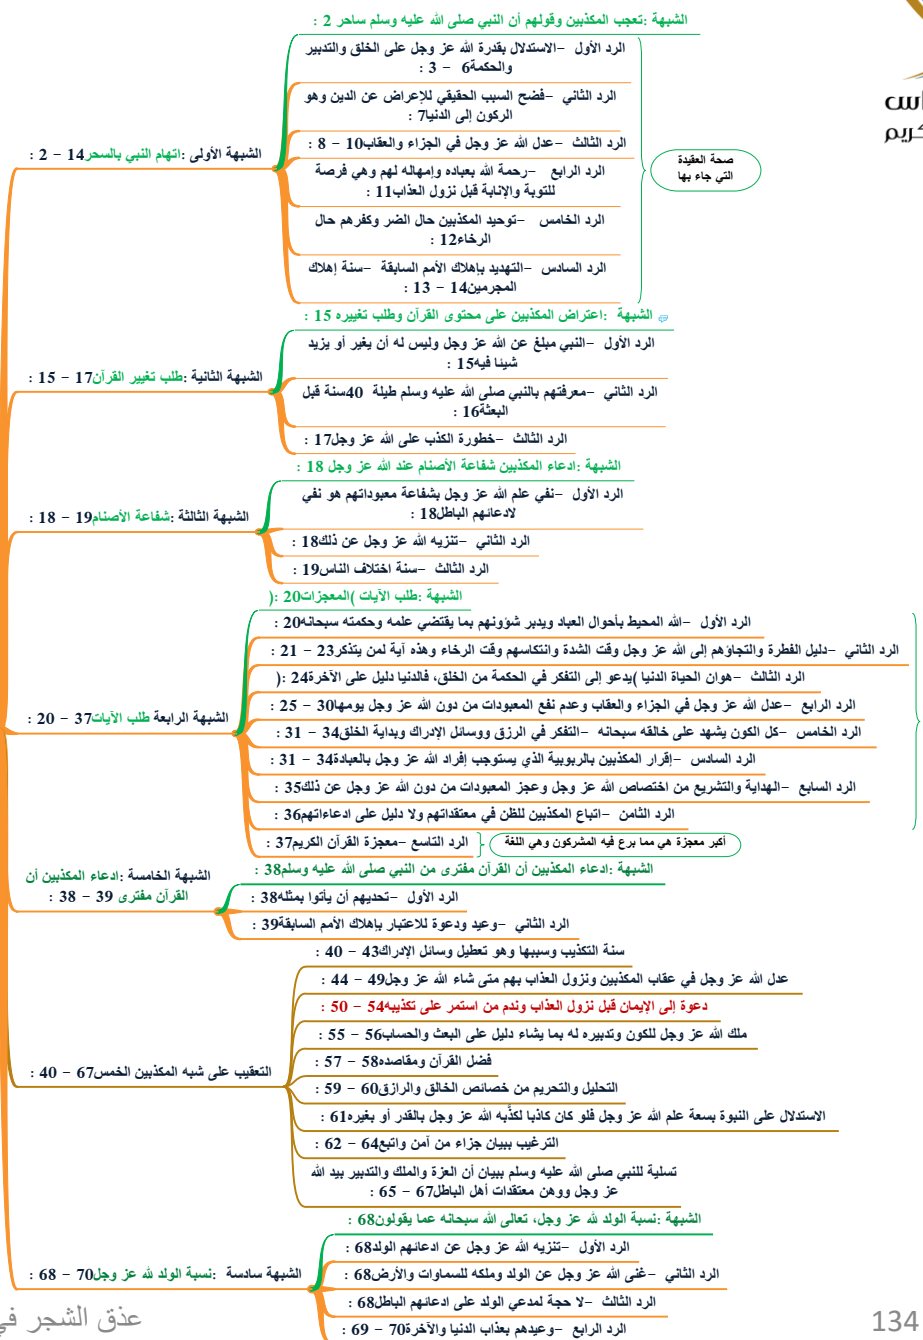 الشبهة :تعجب المكذبين وقولهم أن النبي صلى الله عليه وسلم ساحر 2 :
الرد الأول –الاستدلال بقدرة الله عز وجل على الخلق والتدبير
والحكمة6 – 3 :
الرد الثاني –فضح السبب الحقيقي للإعراض عن الدين وهو
الركون إلى الدنيا7 :
الرد الثالث –عدل الله عز وجل في الجزاء والعقاب10 – 8 :
الرد الرابع –رحمة الله بعباده وإمهاله لهم وهي فرصة
للتوبة والإنابة قبل نزول العذاب11 :
الرد الخامس –توحيد المكذبين حال الضر وكفرهم حال
الرخاء12 :
الرد السادس –التهديد بإهلاك الأمم السابقة –سنة إهلاك
المجرمين14 – 13 :
صحة العقيدة
التي جاء بها
الشبهة الأولى :اتهام النبي بالسحر14 – 2 :
الشبهة :اعتراض المكذبين على محتوى القرآن وطلب تغييره 15 :
الرد الأول –النبي مبلغ عن الله عز وجل وليس له أن يغير أو يزيد
شيئا فيه15 :
الرد الثاني –معرفتهم بالنبي صلى الله عليه وسلم طيلة 40سنة قبل
البعثة16 :
الرد الثالث –خطورة الكذب على الله عز وجل17 :
الشبهة الثانية :طلب تغيير القرآن17 – 15 :
الشبهة :ادعاء المكذبين شفاعة الأصنام عند الله عز وجل 18 :
الرد الأول –نفي علم الله عز وجل بشفاعة معبوداتهم هو نفي
لادعائهم الباطل18 :
الرد الثاني –تنزيه الله عز وجل عن ذلك18 :
الرد الثالث –سنة اختلاف الناس19 :
الشبهة الثالثة :شفاعة الأصنام19 – 18 :
الشبهة :طلب الآيات )المعجزات20 :(
الرد الأول –الله المحيط بأحوال العباد ويدبر شؤونهم بما يقتضي علمه وحكمته سبحانه20 :
الرد الثاني –دليل الفطرة والتجاؤهم إلى الله عز وجل وقت الشدة وانتكاسهم وقت الرخاء وهذه آية لمن يتذكر23 – 21 :
الرد الثالث –هوان الحياة الدنيا )يدعو إلى التفكر في الحكمة من الخلق، فالدنيا دليل على الآخرة24 :(
الرد الرابع –عدل الله عز وجل في الجزاء والعقاب وعدم نفع المعبودات من دون الله عز وجل يومها30 – 25 :
الرد الخامس –كل الكون يشهد على خالقه سبحانه –التفكر في الرزق ووسائل الإدراك وبداية الخلق34 – 31 :
الرد السادس –إقرار المكذبين بالربوبية الذي يستوجب إفراد الله عز وجل بالعبادة34 – 31 :
الرد السابع –الهداية والتشريع من اختصاص الله عز وجل وعجز المعبودات من دون الله عز وجل عن ذلك35 :
الرد الثامن –اتباع المكذبين للظن في معتقداتهم ولا دليل على ادعاءاتهم36 :
الرد التاسع –معجزة القرآن الكريم37 :
أكبر معجزة هي مما برع فيه المشركون وهي اللغة
الشبهة الرابعة طلب الآيات37 – 20 :
الشبهة :ادعاء المكذبين أن القرآن مفترى من النبي صلى الله عليه وسلم38 :
الرد الأول –تحديهم أن يأتوا بمثله38 :
الرد الثاني –وعيد ودعوة للاعتبار بإهلاك الأمم السابقة39 :
الشبهة الخامسة :ادعاء المكذبين أن
القرآن مفترى 39 – 38 :
سنة التكذيب وسببها وهو تعطيل وسائل الإدراك43 – 40 :
عدل الله عز وجل في عقاب المكذبين ونزول العذاب بهم متى شاء الله عز وجل49 – 44 :
دعوة إلى الإيمان قبل نزول العذاب وندم من استمر على تكذيبه54 – 50 :
ملك الله عز وجل للكون وتدبيره له بما يشاء دليل على البعث والحساب56 – 55 :
فضل القرآن ومقاصده58 – 57 :
التحليل والتحريم من خصائص الخالق والرازق60 – 59 :
الاستدلال على النبوة بسعة علم الله عز وجل فلو كان كاذبا لكذَّبه الله عز وجل بالقدر أو بغيره61 :
الترغيب ببيان جزاء من آمن واتبع64 – 62 :
تسلية للنبي صلى الله عليه وسلم ببيان أن العزة والملك والتدبير بيد الله
عز وجل ووهن معتقدات أهل الباطل67 – 65 :
التعقيب على شبه المكذبين الخمس67 – 40 :
الشبهة :نسبة الولد لله عز وجل، تعالى الله سبحانه عما يقولون68 :
الرد الأول –تنزيه الله عز وجل عن ادعائهم الولد68 :
الرد الثاني –غنى الله عز وجل عن الولد وملكه للسماوات والأرض68 :
الرد الثالث –لا حجة لمدعي الولد على ادعائهم الباطل68 :
الرد الرابع –وعيدهم بعذاب الدنيا والآخرة70 – 69 :
الشبهة سادسة :نسبة الولد لله عز وجل70 – 68 :
عذق الشجر في
134